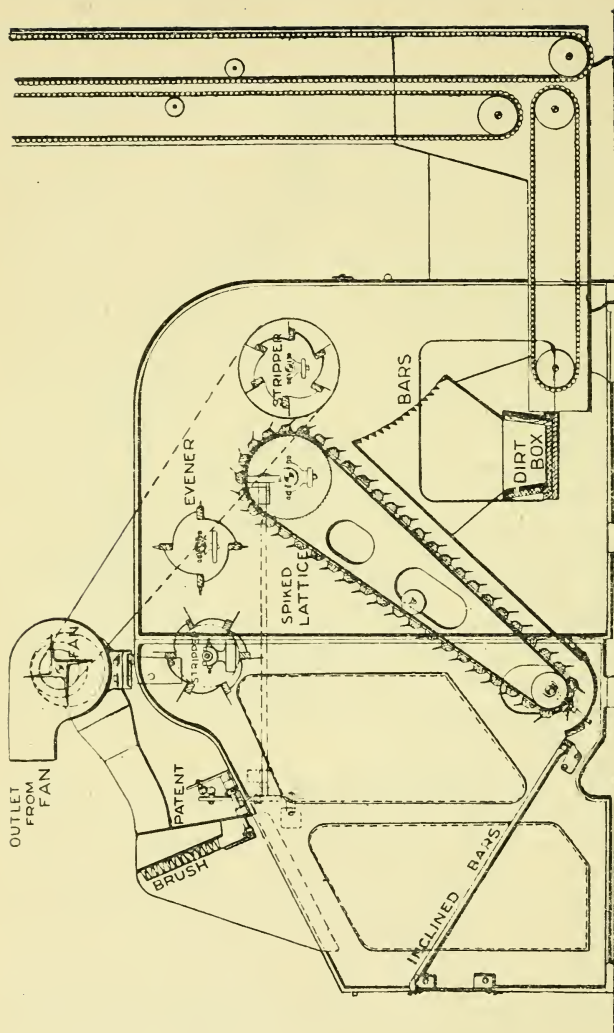 OUTLET
FROM
FAN
FAN
STRIPPER
EVENER
STRIPPER
BARS
SPIKED
LATTICE
DIRT
BOX
PATENT
BRUSH
INCLINED BARS